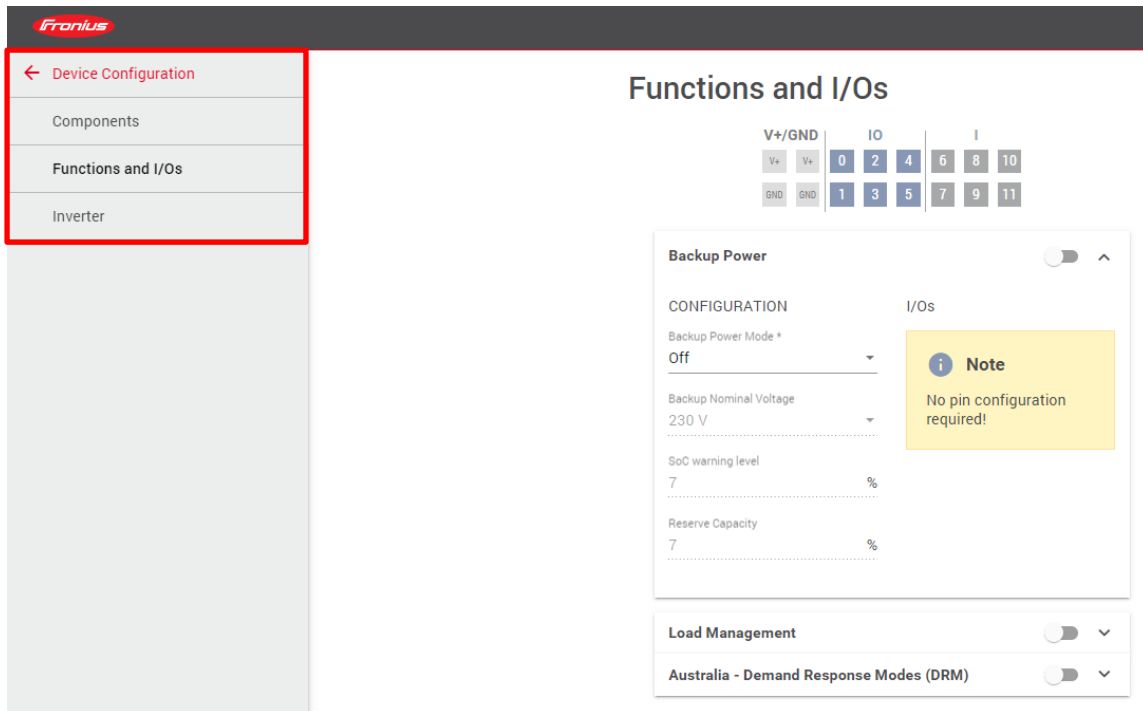 Fronius
Device Configuration
Components
Functions and I/Os
Inverter
Functions and I/Os
V+/GND IO I
V+ V+ 0 2 4 6 8 10
GND GND 1 3 5 7 9 11
Backup Power
CONFIGURATION
I/Os
Backup Power Mode *
Off
Note
No pin configuration
required!
Backup Nominal Voltage
230 V
SoC warning level
7 %
Reserve Capacity
7 %
Load Management
Australia - Demand Response Modes (DRM)